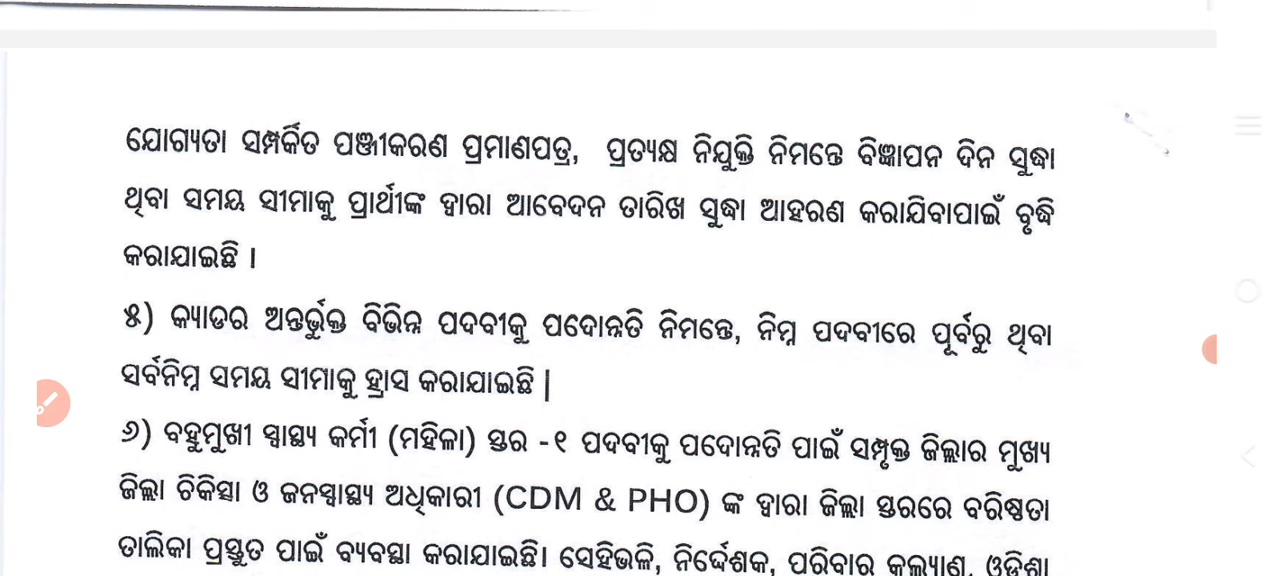 ଯୋଗ୍ୟତା ସମ୍ପର୍କିତ ପଞ୍ଜୀକରଣ ପ୍ରମାଣପତ୍ର, ପ୍ରତ୍ୟକ୍ଷ ନିଯୁକ୍ତି ନିମନ୍ତେ ବିଜ୍ଞାପନ ଦିନ ସୁଦ୍ଧା
ଥିବା ସମୟ ସୀମାକୁ ପ୍ରାର୍ଥୀଙ୍କ ଦ୍ୱାରା ଆବେଦନ ତାରିଖ ସୁଦ୍ଧା ଆହରଣ କରାଯିବାପାଇଁ ବୃଦ୍ଧି
କରାଯାଇଛି ।
୫) କ୍ୟାଡର ଅନ୍ତର୍ଭୁକ୍ତ ବିଭିନ୍ନ ପଦବୀକୁ ପଦୋନ୍ନତି ନିମନ୍ତେ, ନିମ୍ନ ପଦବୀରେ ପୂର୍ବରୁ ଥିବା
ସର୍ବନିମ୍ନ ସମୟ ସୀମାକୁ ହ୍ରାସ କରାଯାଇଛି |
୬) ବହୁମୁଖୀ ସ୍ୱାସ୍ଥ୍ୟ କର୍ମୀ (ମହିଳା) ସ୍ତର -୧ ପଦବୀକୁ ପଦୋନ୍ନତି ପାଇଁ ସମ୍ପୃକ୍ତ ଜିଲ୍ଲାର ମୁଖ୍ୟ
ଜିଲ୍ଲା ଚିକିତ୍ସା ଓ ଜନସ୍ୱାସ୍ଥ୍ୟ ଅଧିକାରୀ (CDM & PHO) ଙ୍କ ଦ୍ୱାରା ଜିଲ୍ଲା ସ୍ତରରେ ବରିଷ୍ଠତା
ତାଲିକା ପ୍ରସ୍ତୁତ ପାଇଁ ବ୍ୟବସ୍ଥା କରାଯାଇଛି। ସେହିଭଳି, ନିର୍ଦ୍ଦେଶକ, ପରିବାର କଲ୍ୟାଣ, ଓଡ଼ିଶା